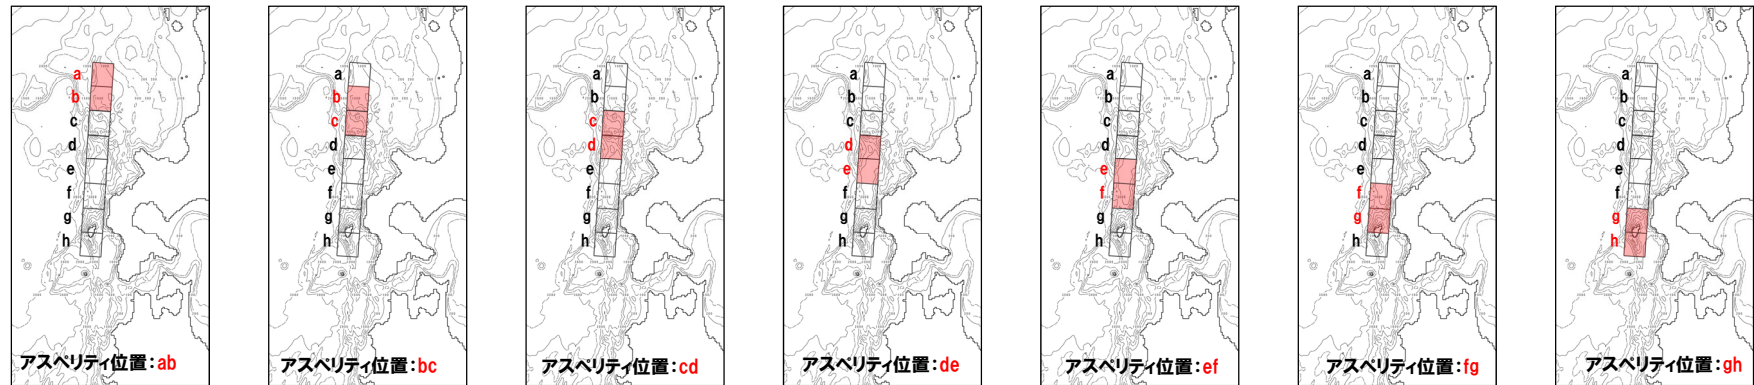 a
b
c
d
e
f
g
h
アスペリティ位置：ab
a
b
c
d
e
f
g
h
アスペリティ位置：bc
a
b
c
d
e
f
g
h
アスペリティ位置：cd
a
b
c
d
e
f
g
h
アスペリティ位置：de
a
b
c
d
e
f
g
h
アスペリティ位置：ef
a
b
c
d
e
f
g
h
アスペリティ位置：fg
a
b
c
d
e
f
g
h
アスペリティ位置：gh